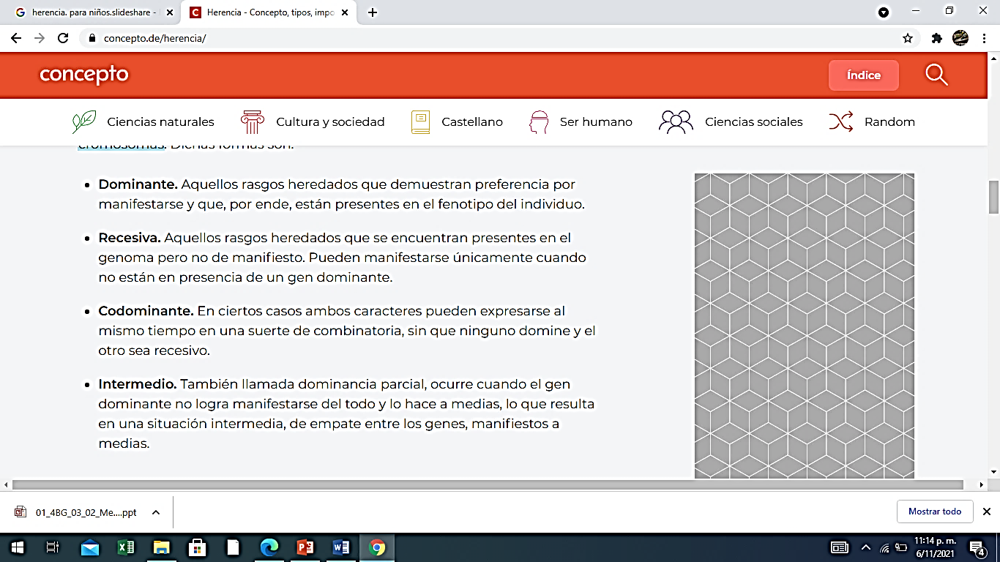 herencia. para niños.slideshare -
Herencia - Concepto, tipos, impo
concepto.de/herencia/
concepto
Índice
Ciencias naturales
Cultura y sociedad
Castellano
Ser humano
Ciencias sociales
Random
cromosomas. Dichas formas son:
• Dominante. Aquellos rasgos heredados que demuestran preferencia por
manifestarse y que, por ende, están presentes en el fenotipo del individuo.
• Recesiva. Aquellos rasgos heredados que se encuentran presentes en el
genoma pero no de manifiesto. Pueden manifestarse únicamente cuando
no están en presencia de un gen dominante.
• Codominante. En ciertos casos ambos caracteres pueden expresarse al
mismo tiempo en una suerte de combinatoria, sin que ninguno domine y el
otro sea recesivo.
• Intermedio. También llamada dominancia parcial, ocurre cuando el gen
dominante no logra manifestarse del todo y lo hace a medias, lo que resulta
en una situación intermedia, de empate entre los genes, manifiestos a
medias.
01_4BG_03_02_Me....ppt
Mostrar todo
11:14 p. m.
6/11/2021
4